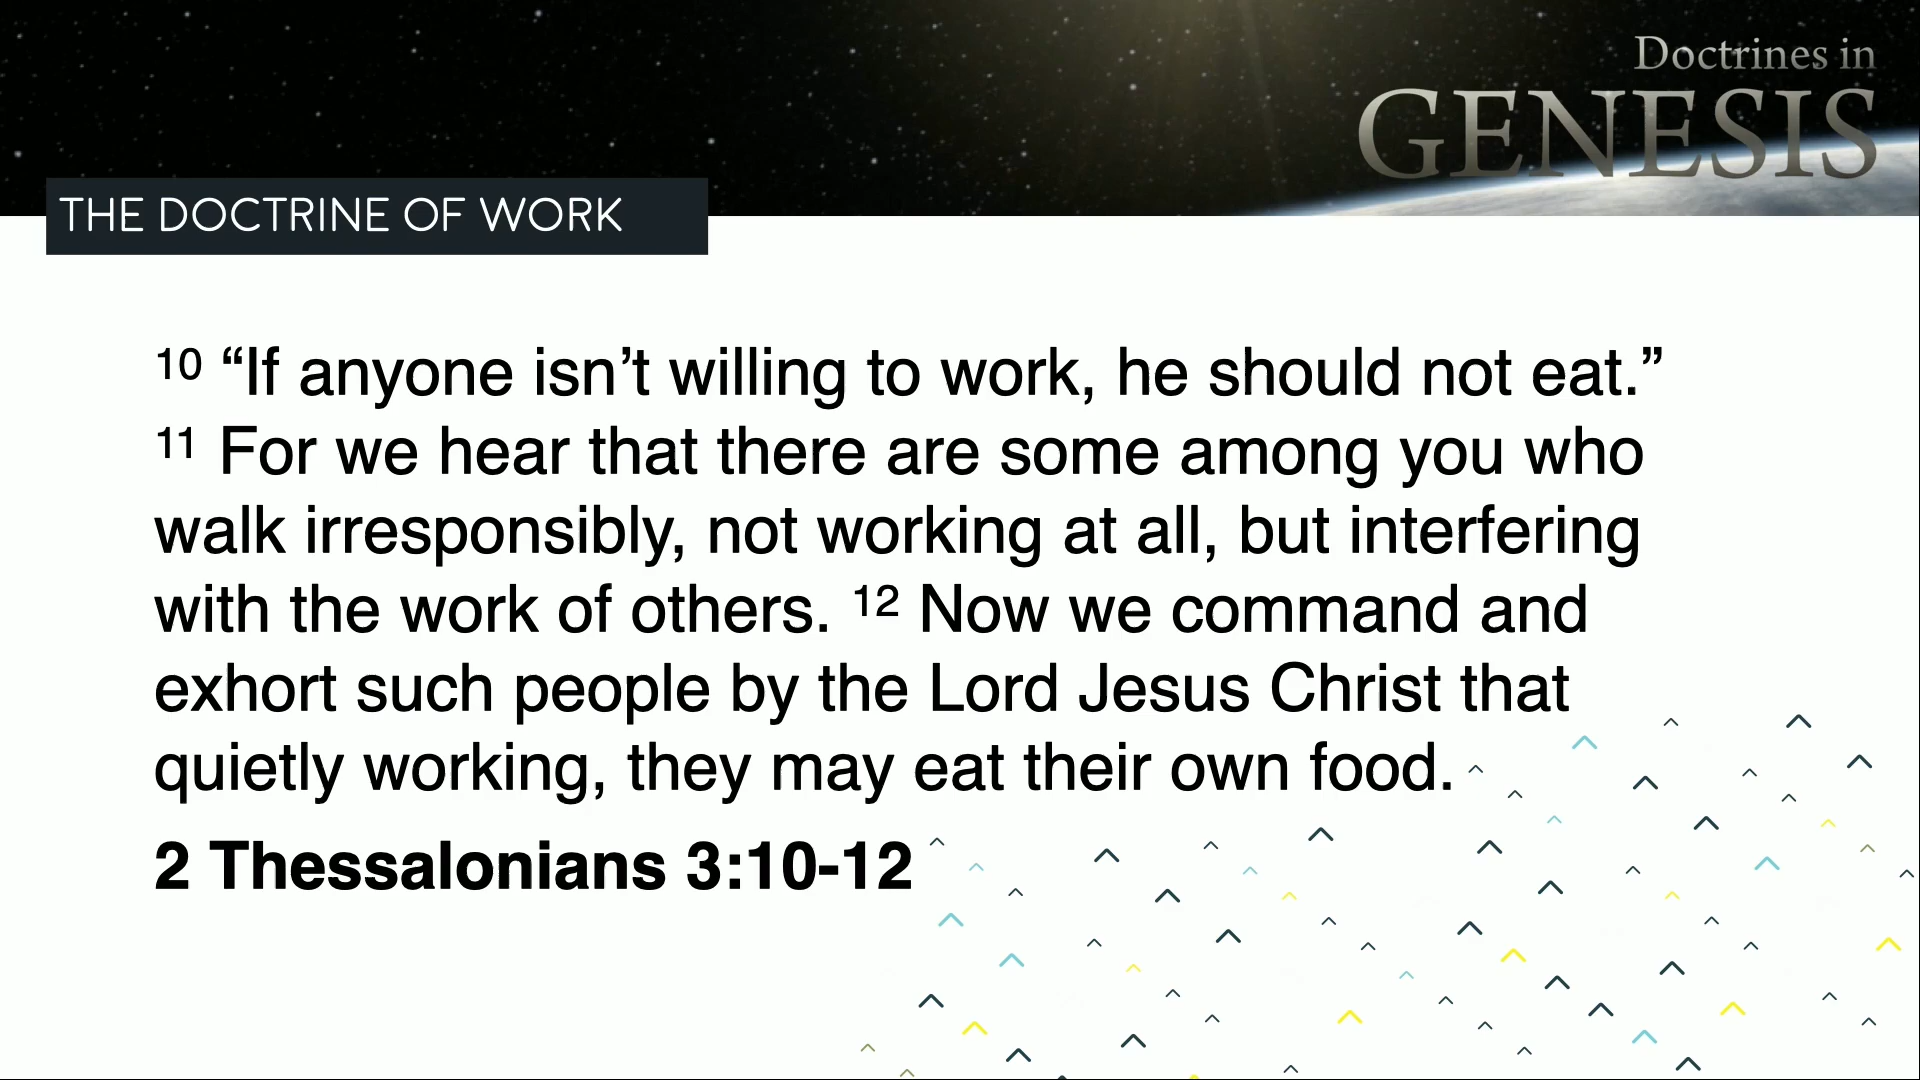 Doctrines in
GENESIS
THE DOCTRINE OF WORK
10 “If anyone isn’t willing to work, he should not eat.”
11 For we hear that there are some among you who
walk irresponsibly, not working at all, but interfering
with the work of others. 12 Now we command and
exhort such people by the Lord Jesus Christ that
quietly working, they may eat their own food.
2 Thessalonians 3:10-12